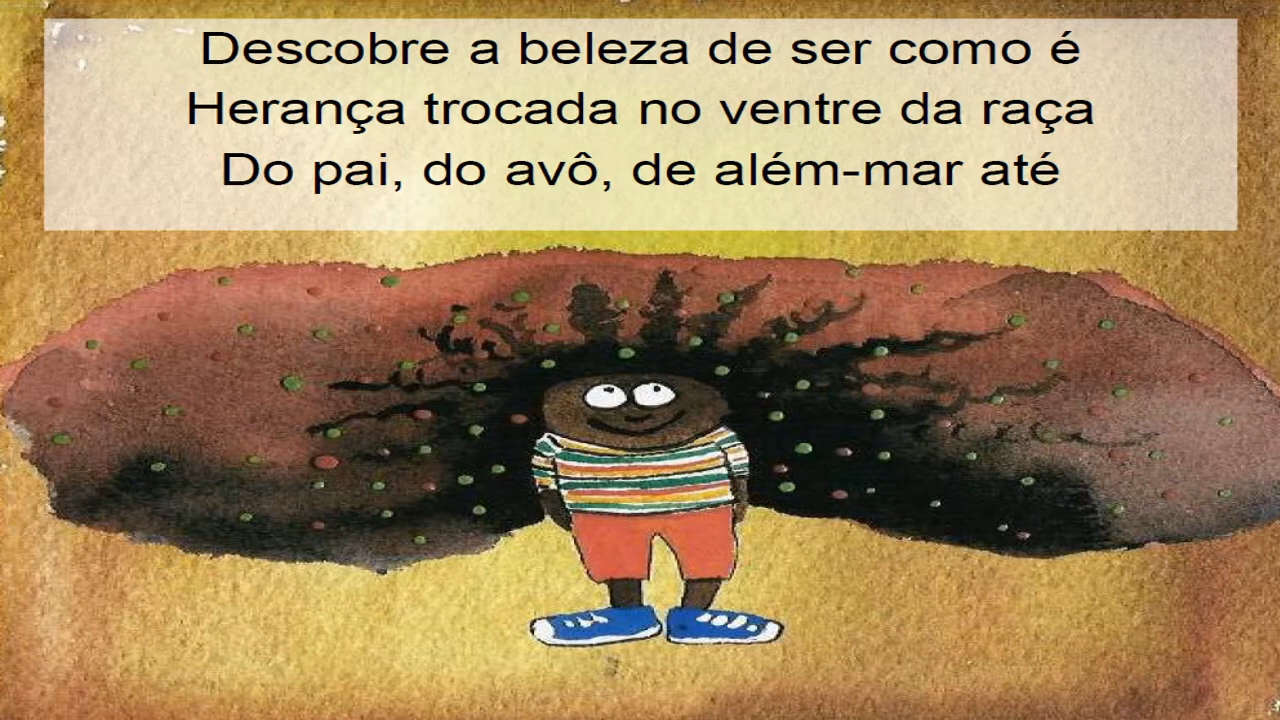 Descobre a beleza de ser como é
Herança trocada no ventre da raça
Do pai, do avô, de além-mar até